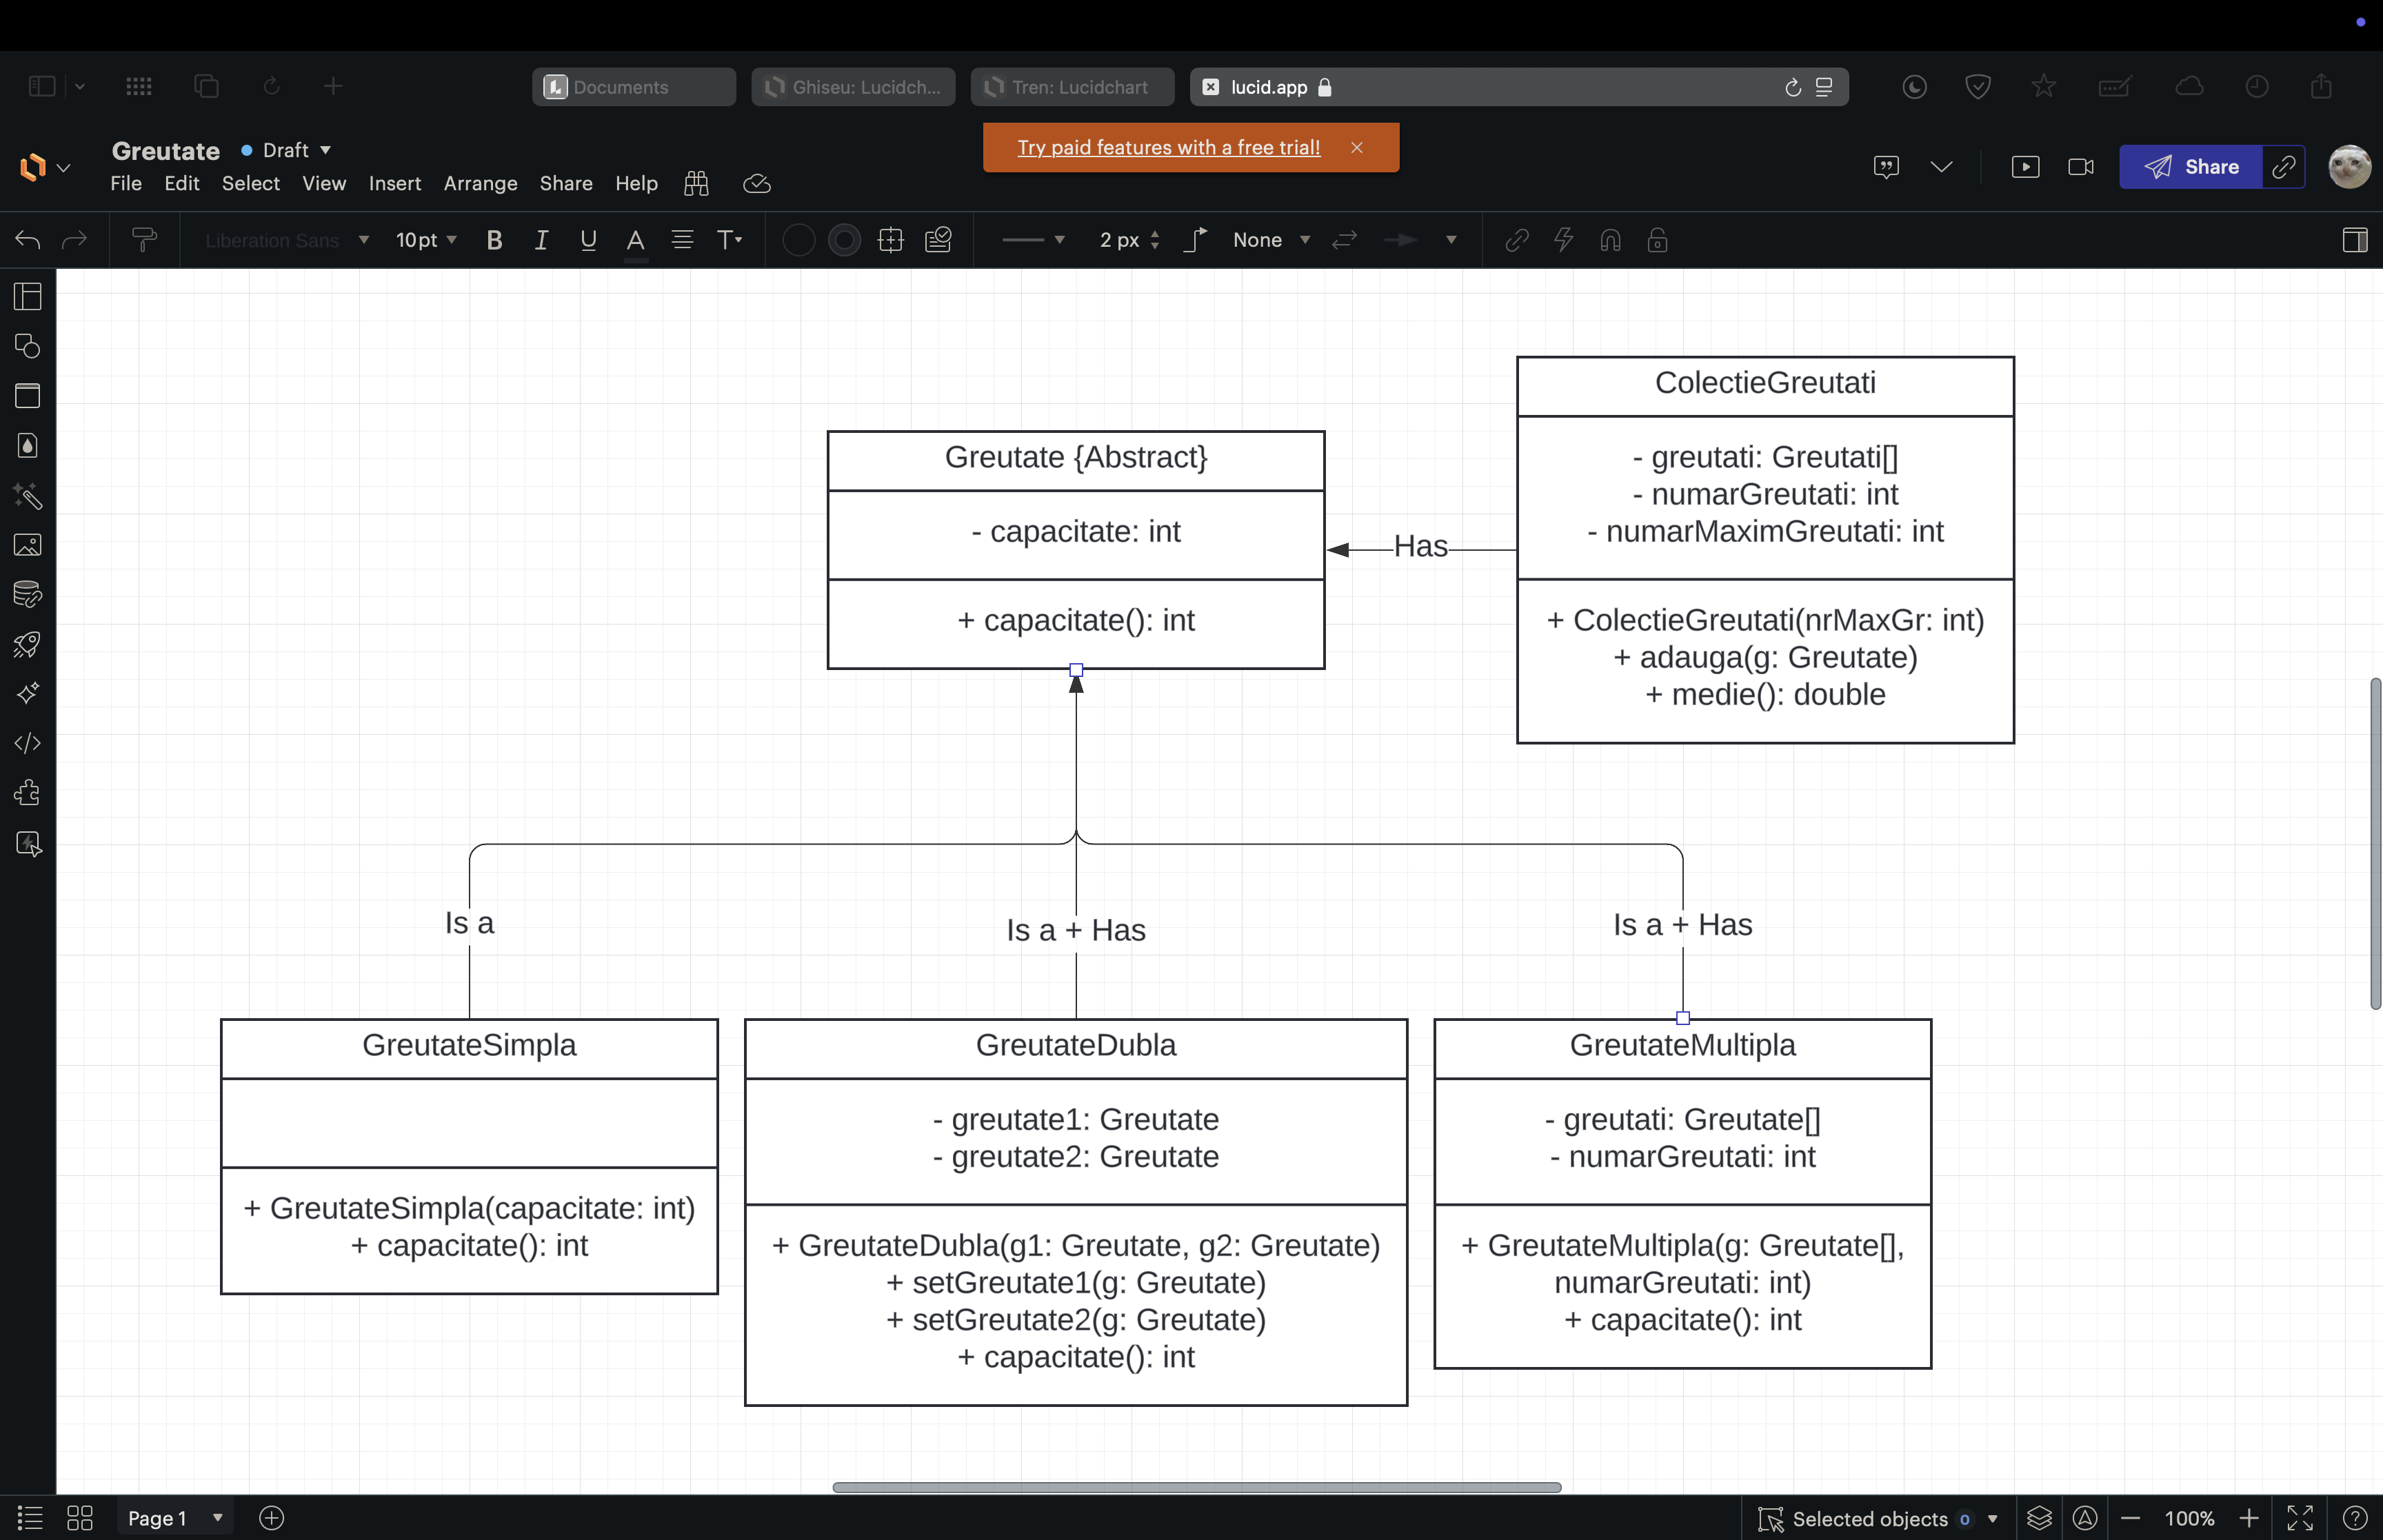 Documents
Ghiseu: Lucidch...
Tren: Lucidchart
lucid.app
Try paid features with a free trial!
Greutate
Draft
File Edit Select View Insert Arrange Share Help
Share
Liberation Sans
10pt
B I U A T
2 px
None
ColectieGreutati
- greutati: Greutati[]
- numarGreutati: int
- numarMaximGreutati: int
+ ColectieGreutati(nrMaxGr: int)
+ adauga(g: Greutate)
+ medie(): double
Greutate {Abstract}
- capacitate: int
+ capacitate(): int
Has
Is a
Is a + Has
Is a + Has
GreutateSimpla
+ GreutateSimpla(capacitate: int)
+ capacitate(): int
GreutateDubla
- greutate1: Greutate
- greutate2: Greutate
+ GreutateDubla(g1: Greutate, g2: Greutate)
+ setGreutate1(g: Greutate)
+ setGreutate2(g: Greutate)
+ capacitate(): int
GreutateMultipla
- greutati: Greutate[]
- numarGreutati: int
+ GreutateMultipla(g: Greutate[],
numarGreutati: int)
+ capacitate(): int
Page 1
Selected objects 0
100%